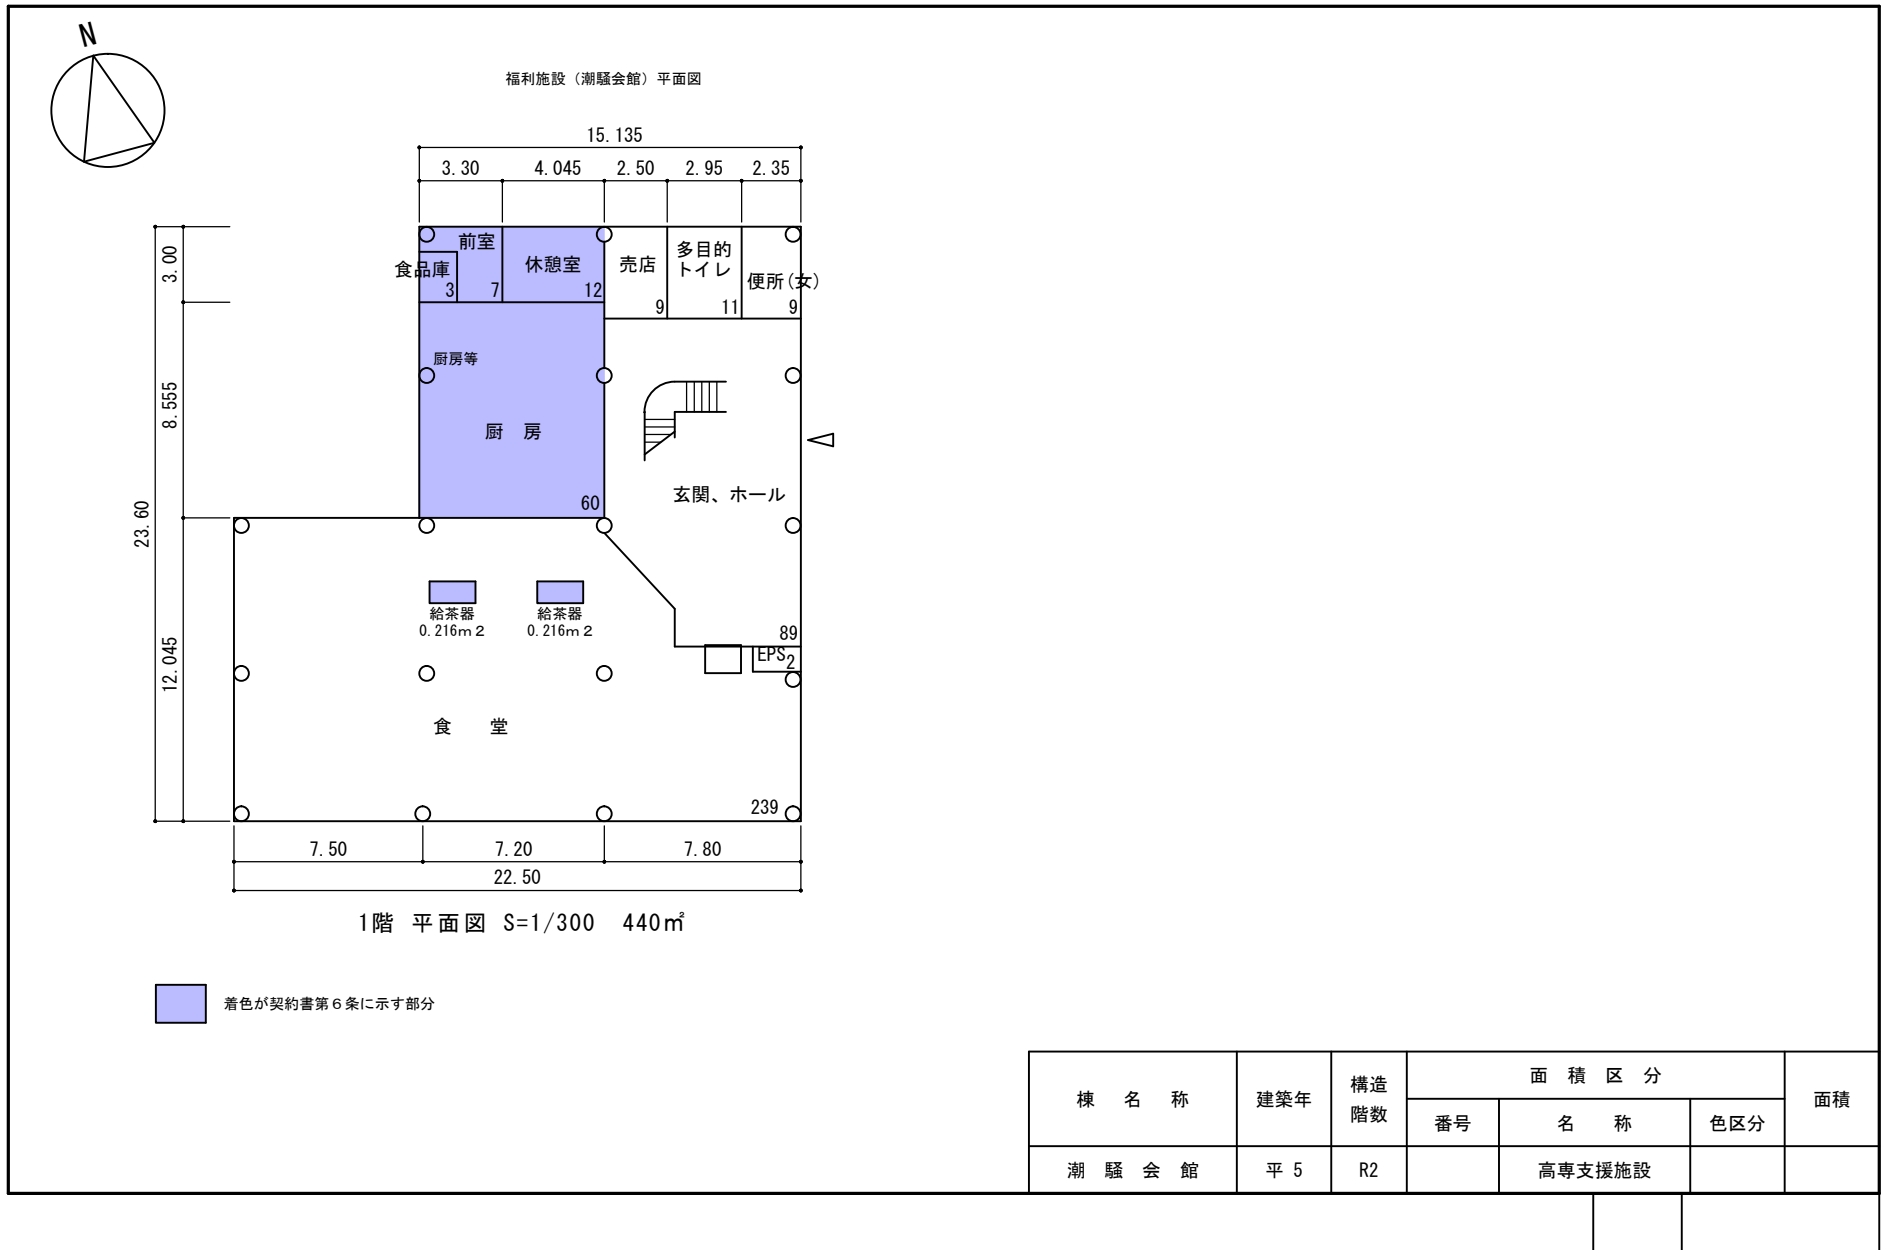 N
福利施設（潮騒会館）平面図
15.135
3.30 4.045 2.50 2.95 2.35
23.60
3.00
8.555
12.045
前室
食品庫
3
7
休憩室
12
売店
9
多目的
トイレ
11
便所(女)
9
厨房等
厨 房
60
玄関、ホール
89
給茶器
0.216m２
給茶器
0.216m２
EPS
2
食 堂
239
7.50 7.20 7.80
22.50
1階 平面図 S=1/300 440㎡
着色が契約書第６条に示す部分
棟 名 称 建築年 構造 階数 面 積 区 分 面積
番号 名 称 色区分
潮 騒 会 館 平 5 R2 高専支援施設